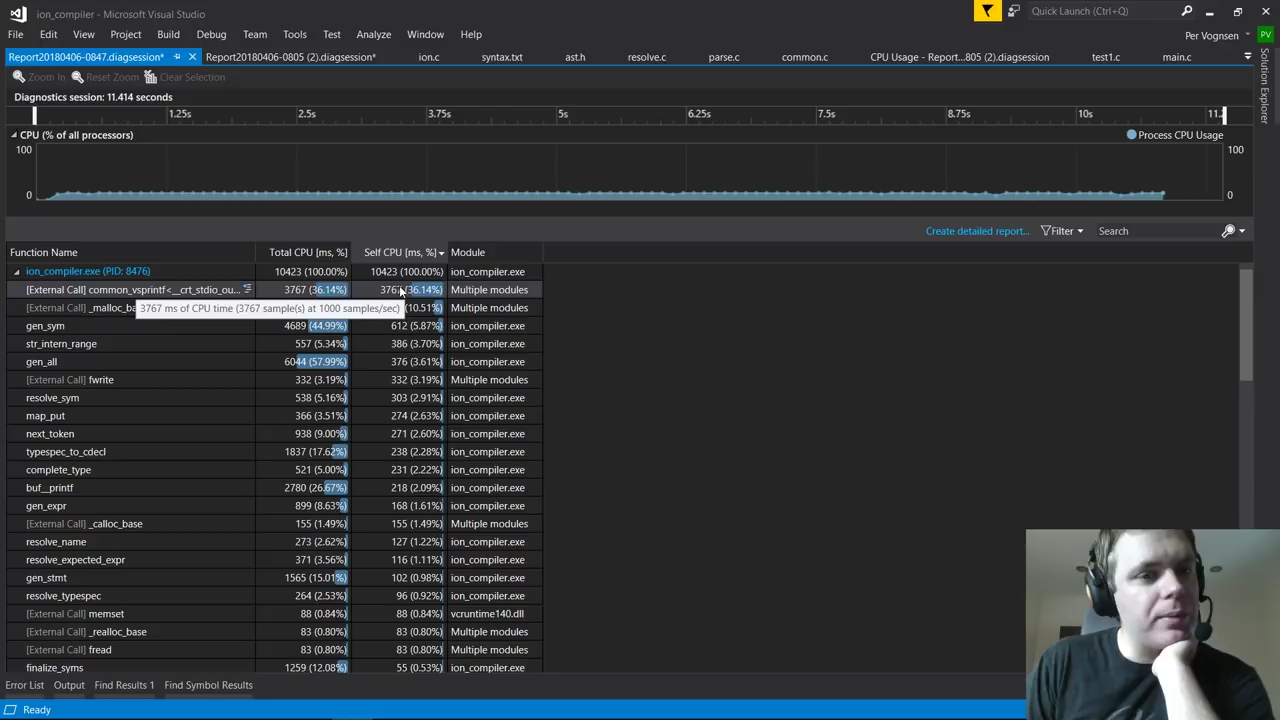 ion_compiler - Microsoft Visual Studio
Quick Launch (Ctrl+Q)
File Edit View Project Build Debug Team Tools Test Analyze Window Help
Per Vognsen PV
Report20180406-0847.diagsession* Report20180406-0805 (2).diagsession* ion.c syntax.txt ast.h resolve.c parse.c common.c CPU Usage - Report...805 (2).diagsession test1.c main.c
Solution Explorer
Zoom In Reset Zoom Clear Selection
Diagnostics session: 11.414 seconds
1.25s 2.5s 3.75s 5s 6.25s 7.5s 8.75s 10s
CPU (% of all processors) Process CPU Usage
100 100
0 0
Create detailed report... Filter Search
Function Name Total CPU [ms, %] Self CPU [ms, %] Module
ion_compiler.exe (PID: 8476) 10423 (100.00%) 10423 (100.00%) ion_compiler.exe
[External Call] common_vsprintf<__crt_stdio_ou... 3767 (36.14%) 3767 (36.14%) Multiple modules
[External Call] _malloc_ba (10.51%) Multiple modules
3767 ms of CPU time (3767 sample(s) at 1000 samples/sec)
gen_sym 4689 (44.99%) 612 (5.87%) ion_compiler.exe
str_intern_range 557 (5.34%) 386 (3.70%) ion_compiler.exe
gen_all 6044 (57.99%) 376 (3.61%) ion_compiler.exe
[External Call] fwrite 332 (3.19%) 332 (3.19%) Multiple modules
resolve_sym 538 (5.16%) 303 (2.91%) ion_compiler.exe
map_put 366 (3.51%) 274 (2.63%) ion_compiler.exe
next_token 938 (9.00%) 271 (2.60%) ion_compiler.exe
typespec_to_cdecl 1837 (17.62%) 238 (2.28%) ion_compiler.exe
complete_type 521 (5.00%) 231 (2.22%) ion_compiler.exe
buf__printf 2780 (26.67%) 218 (2.09%) ion_compiler.exe
gen_expr 899 (8.63%) 168 (1.61%) ion_compiler.exe
[External Call] _calloc_base 155 (1.49%) 155 (1.49%) Multiple modules
resolve_name 273 (2.62%) 127 (1.22%) ion_compiler.exe
resolve_expected_expr 371 (3.56%) 116 (1.11%) ion_compiler.exe
gen_stmt 1565 (15.01%) 102 (0.98%) ion_compiler.exe
resolve_typespec 264 (2.53%) 96 (0.92%) ion_compiler.exe
[External Call] memset 88 (0.84%) 88 (0.84%) vcruntime140.dll
[External Call] _realloc_base 83 (0.80%) 83 (0.80%) Multiple modules
[External Call] fread 83 (0.80%) 83 (0.80%) Multiple modules
finalize_syms 1259 (12.08%) 55 (0.53%) ion_compiler.exe
Error List Output Find Results 1 Find Symbol Results
Ready